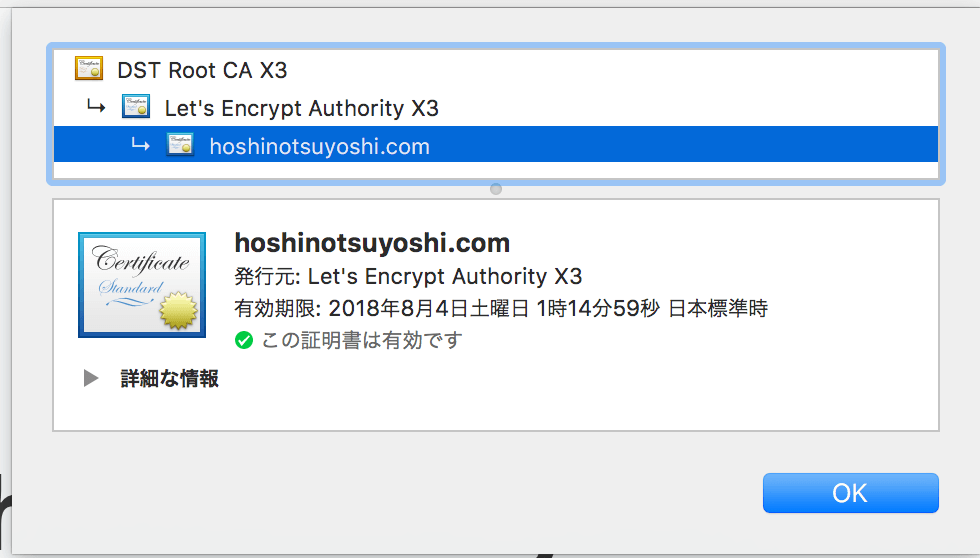 DST Root CA X3
Let's Encrypt Authority X3
hoshinotsuyoshi.com
Certificate
Standard
hoshinotsuyoshi.com
発行元: Let's Encrypt Authority X3
有効期限: 2018年8月4日土曜日 1時14分59秒 日本標準時
この証明書は有効です
詳細な情報
OK